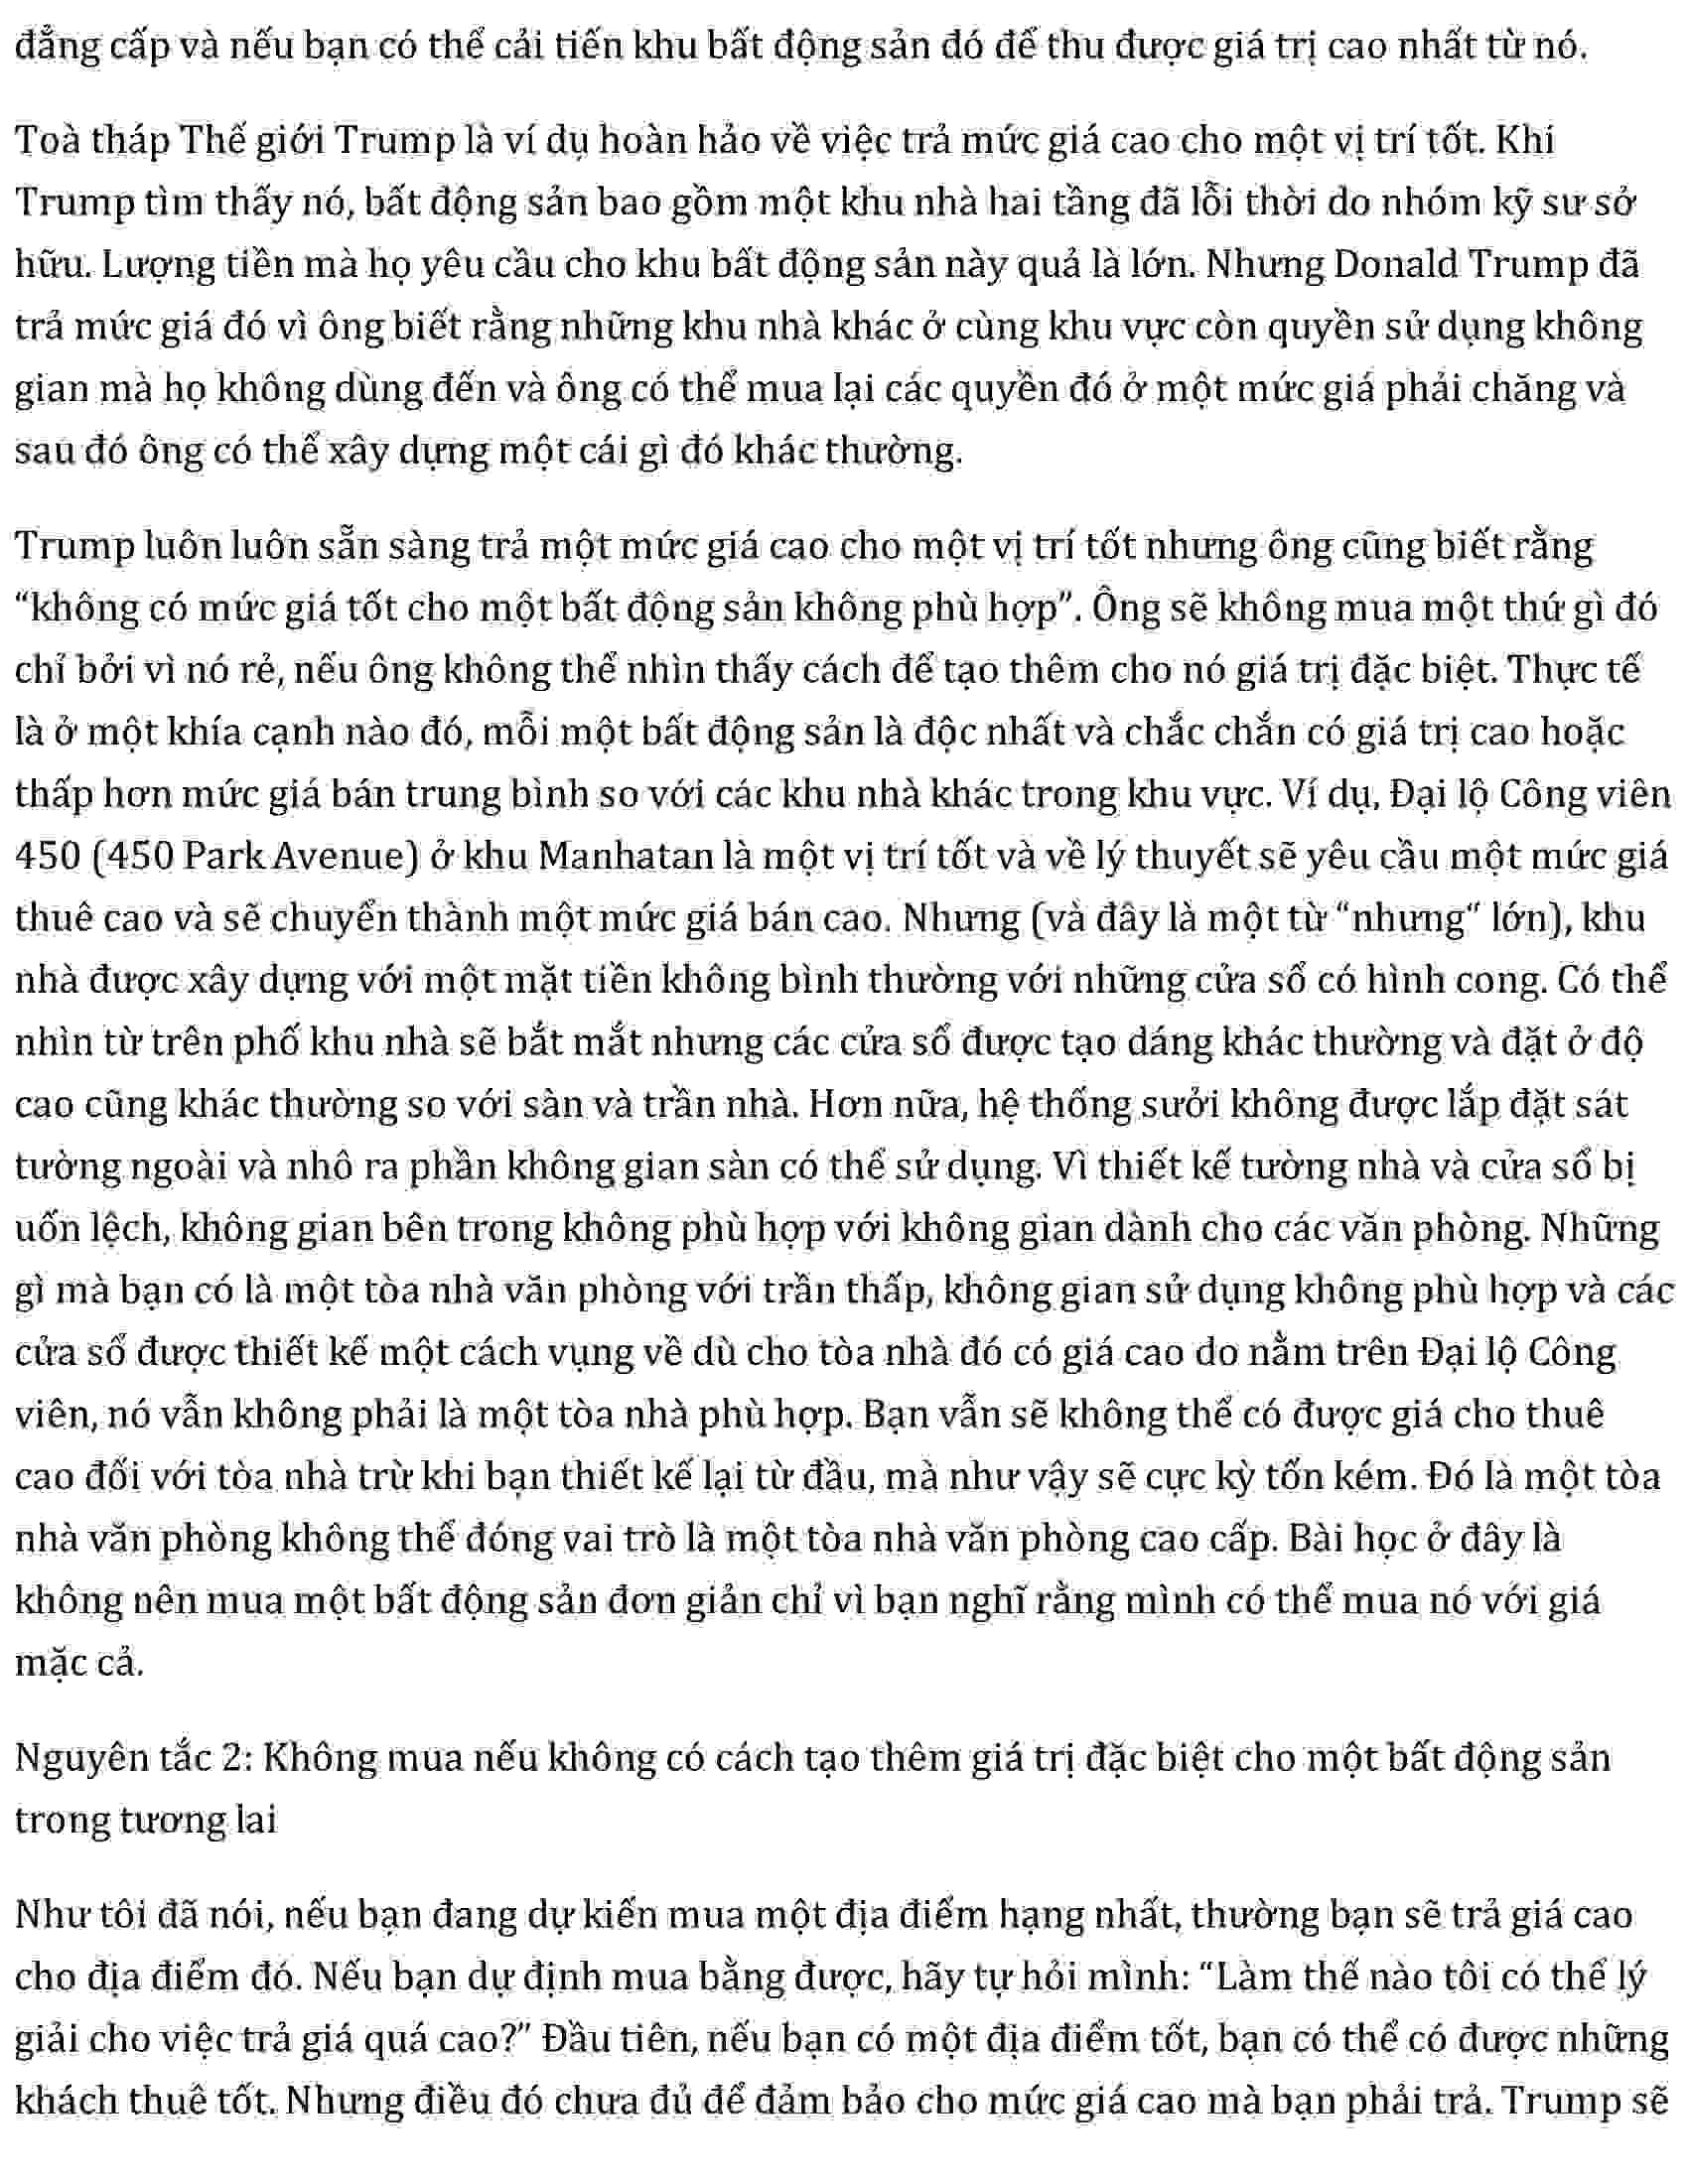 đẳng cấp và nếu bạn có thể cải tiến khu bất động sản đó để thu được giá trị cao nhất từ nó.
Toà tháp Thế giới Trump là ví dụ hoàn hảo về việc trả mức giá cao cho một vị trí tốt. Khi
Trump tìm thấy nó, bất động sản bao gồm một khu nhà hai tầng đã lỗi thời do nhóm kỹ sư sở
hữu. Lượng tiền mà họ yêu cầu cho khu bất động sản này quả là lớn. Nhưng Donald Trump đã
trả mức giá đó vì ông biết rằng những khu nhà khác ở cùng khu vực còn quyền sử dụng không
gian mà họ không dùng đến và ông có thể mua lại các quyền đó ở một mức giá phải chăng và
sau đó ông có thể xây dựng một cái gì đó khác thường.
Trump luôn luôn sẵn sàng trả một mức giá cao cho một vị trí tốt nhưng ông cũng biết rằng
“không có mức giá tốt cho một bất động sản không phù hợp”. Ông sẽ không mua một thứ gì đó
chỉ bởi vì nó rẻ, nếu ông không thể nhìn thấy cách để tạo thêm cho nó giá trị đặc biệt. Thực tế
là ở một khía cạnh nào đó, mỗi một bất động sản là độc nhất và chắc chắn có giá trị cao hoặc
thấp hơn mức giá bán trung bình so với các khu nhà khác trong khu vực. Ví dụ, Đại lộ Công viên
450 (450 Park Avenue) ở khu Manhatan là một vị trí tốt và về lý thuyết sẽ yêu cầu một mức giá
thuê cao và sẽ chuyển thành một mức giá bán cao. Nhưng (và đây là một từ “nhưng“ lớn), khu
nhà được xây dựng với một mặt tiền không bình thường với những cửa sổ có hình cong. Có thể
nhìn từ trên phố khu nhà sẽ bắt mắt nhưng các cửa sổ được tạo dáng khác thường và đặt ở độ
cao cũng khác thường so với sàn và trần nhà. Hơn nữa, hệ thống sưởi không được lắp đặt sát
tường ngoài và nhô ra phần không gian sàn có thể sử dụng. Vì thiết kế tường nhà và cửa sổ bị
uốn lệch, không gian bên trong không phù hợp với không gian dành cho các văn phòng. Những
gì mà bạn có là một tòa nhà văn phòng với trần thấp, không gian sử dụng không phù hợp và các
cửa sổ được thiết kế một cách vụng về dù cho tòa nhà đó có giá cao do nằm trên Đại lộ Công
viên, nó vẫn không phải là một tòa nhà phù hợp. Bạn vẫn sẽ không thể có được giá cho thuê
cao đối với tòa nhà trừ khi bạn thiết kế lại từ đầu, mà như vậy sẽ cực kỳ tốn kém. Đó là một tòa
nhà văn phòng không thể đóng vai trò là một tòa nhà văn phòng cao cấp. Bài học ở đây là
không nên mua một bất động sản đơn giản chỉ vì bạn nghĩ rằng mình có thể mua nó với giá
mặc cả.
Nguyên tắc 2: Không mua nếu không có cách tạo thêm giá trị đặc biệt cho một bất động sản
trong tương lai
Như tôi đã nói, nếu bạn đang dự kiến mua một địa điểm hạng nhất, thường bạn sẽ trả giá cao
cho địa điểm đó. Nếu bạn dự định mua bằng được, hãy tự hỏi mình: “Làm thế nào tôi có thể lý
giải cho việc trả giá quá cao?” Đầu tiên, nếu bạn có một địa điểm tốt, bạn có thể có được những
khách thuê tốt. Nhưng điều đó chưa đủ để đảm bảo cho mức giá cao mà bạn phải trả. Trump sẽ